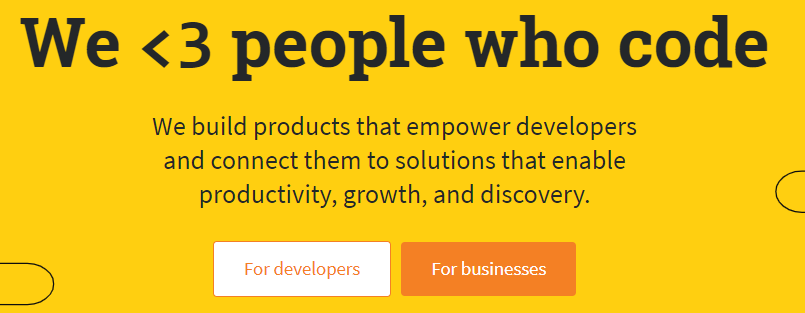 We <3 people who code
We build products that empower developers
and connect them to solutions that enable
productivity, growth, and discovery.
For developers
For businesses